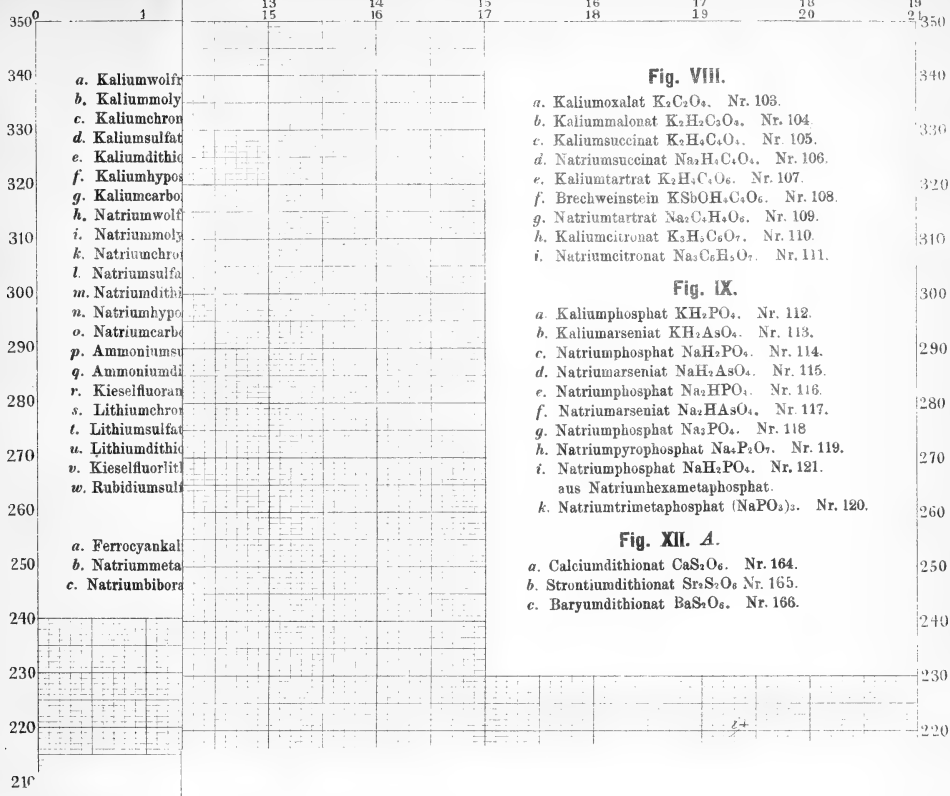 0 1 13 14 15 16 17 18 19 20 21
13 14 15 16 17 18 19
350
340
330
320
310
300
290
280
270
260
250
240
230
220
a. Kaliumwolfr
b. Kaliummoly
c. Kaliumchron
d. Kaliumsulfat
e. Kaliumdithio
f. Kaliumhypos
g. Kaliumcarbo
h. Natriumwolf
i. Natriummoly
k. Natriumchro
l. Natriumsulfa
m. Natriumdithi
n. Natriumhypo
o. Natriumcarbo
p. Ammoniumsu
q. Ammoniumdi
r. Kieselfluoran
s. Lithiumchron
t. Lithiumsulfat
u. Lithiumdithio
v. Kieselfluorlit
w. Rubidiumsul
a. Ferrocyankal
b. Natriummeta
c. Natriumbibora
Fig. VIII.
a. Kaliumoxalat K₂C₂O₄. Nr. 103.
b. Kaliummalonat K₂H₂C₃O₄. Nr. 104
c. Kaliumsuccinat K₂H₄C₄O₄. Nr. 105.
d. Natriumsuccinat Na₂H₄C₄O₄. Nr. 106.
e. Kaliumtartrat K₂H₄C₄O₆. Nr. 107.
f. Brechweinstein KSbOH₄C₄O₆. Nr. 108.
g. Natriumtartrat Na₂C₄H₄O₆. Nr. 109.
h. Kaliumcitronat K₃H₅C₆O₇. Nr. 110.
i. Natriumcitronat Na₃C₆H₅O₇. Nr. 111.
Fig. IX.
a. Kaliumphosphat KH₂PO₄. Nr. 112.
b. Kaliumarseniat KH₂AsO₄. Nr. 113.
c. Natriumphosphat NaH₂PO₄. Nr. 114.
d. Natriumarseniat NaH₂AsO₄. Nr. 115.
e. Natriumphosphat Na₂HPO₄. Nr. 116.
f. Natriumarseniat Na₂HAsO₄. Nr. 117.
g. Natriumphosphat Na₃PO₄. Nr. 118
h. Natriumpyrophosphat Na₄P₂O₇. Nr. 119.
i. Natriumphosphat NaH₂PO₄. Nr. 121.
aus Natriumhexametaphosphat.
k. Natriumtrimetaphosphat (NaPO₃)₃. Nr. 120.
Fig. XII. A.
a. Calciumdithionat CaS₂O₆. Nr. 164.
b. Strontiumdithionat Sr₂S₂O₆ Nr. 165.
c. Baryumdithionat BaS₂O₆. Nr. 166.
350
340
330
320
310
300
290
280
270
260
250
240
230
220